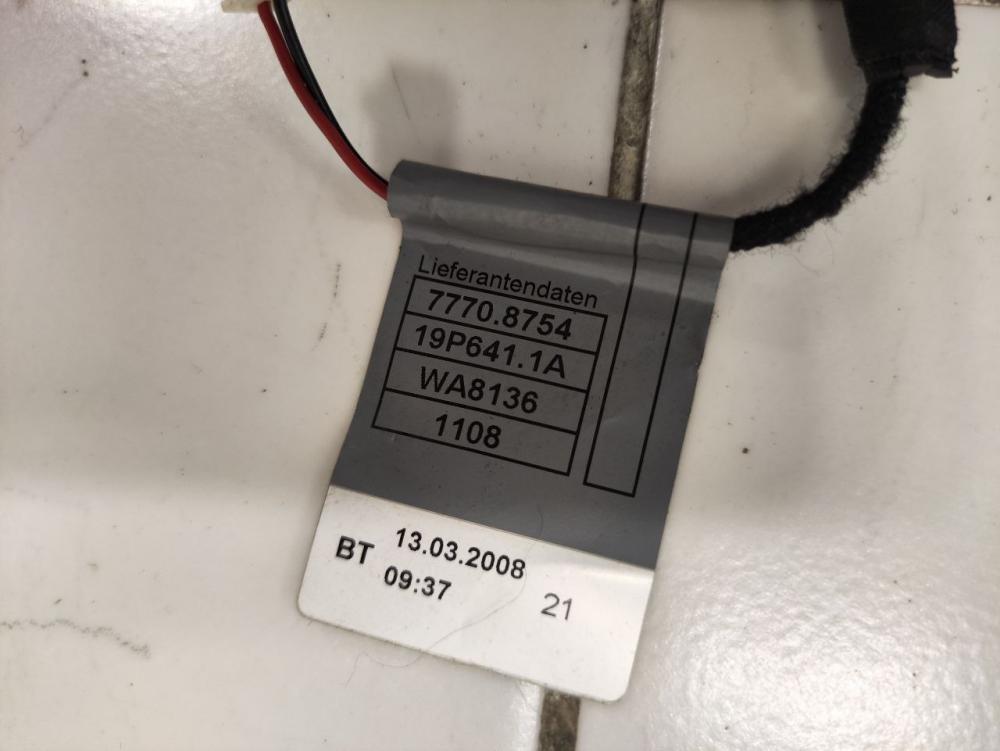 Lieferantendaten
7770.8754
19P641.1A
WA8136
1108
BT 13.03.2008
09:37 21